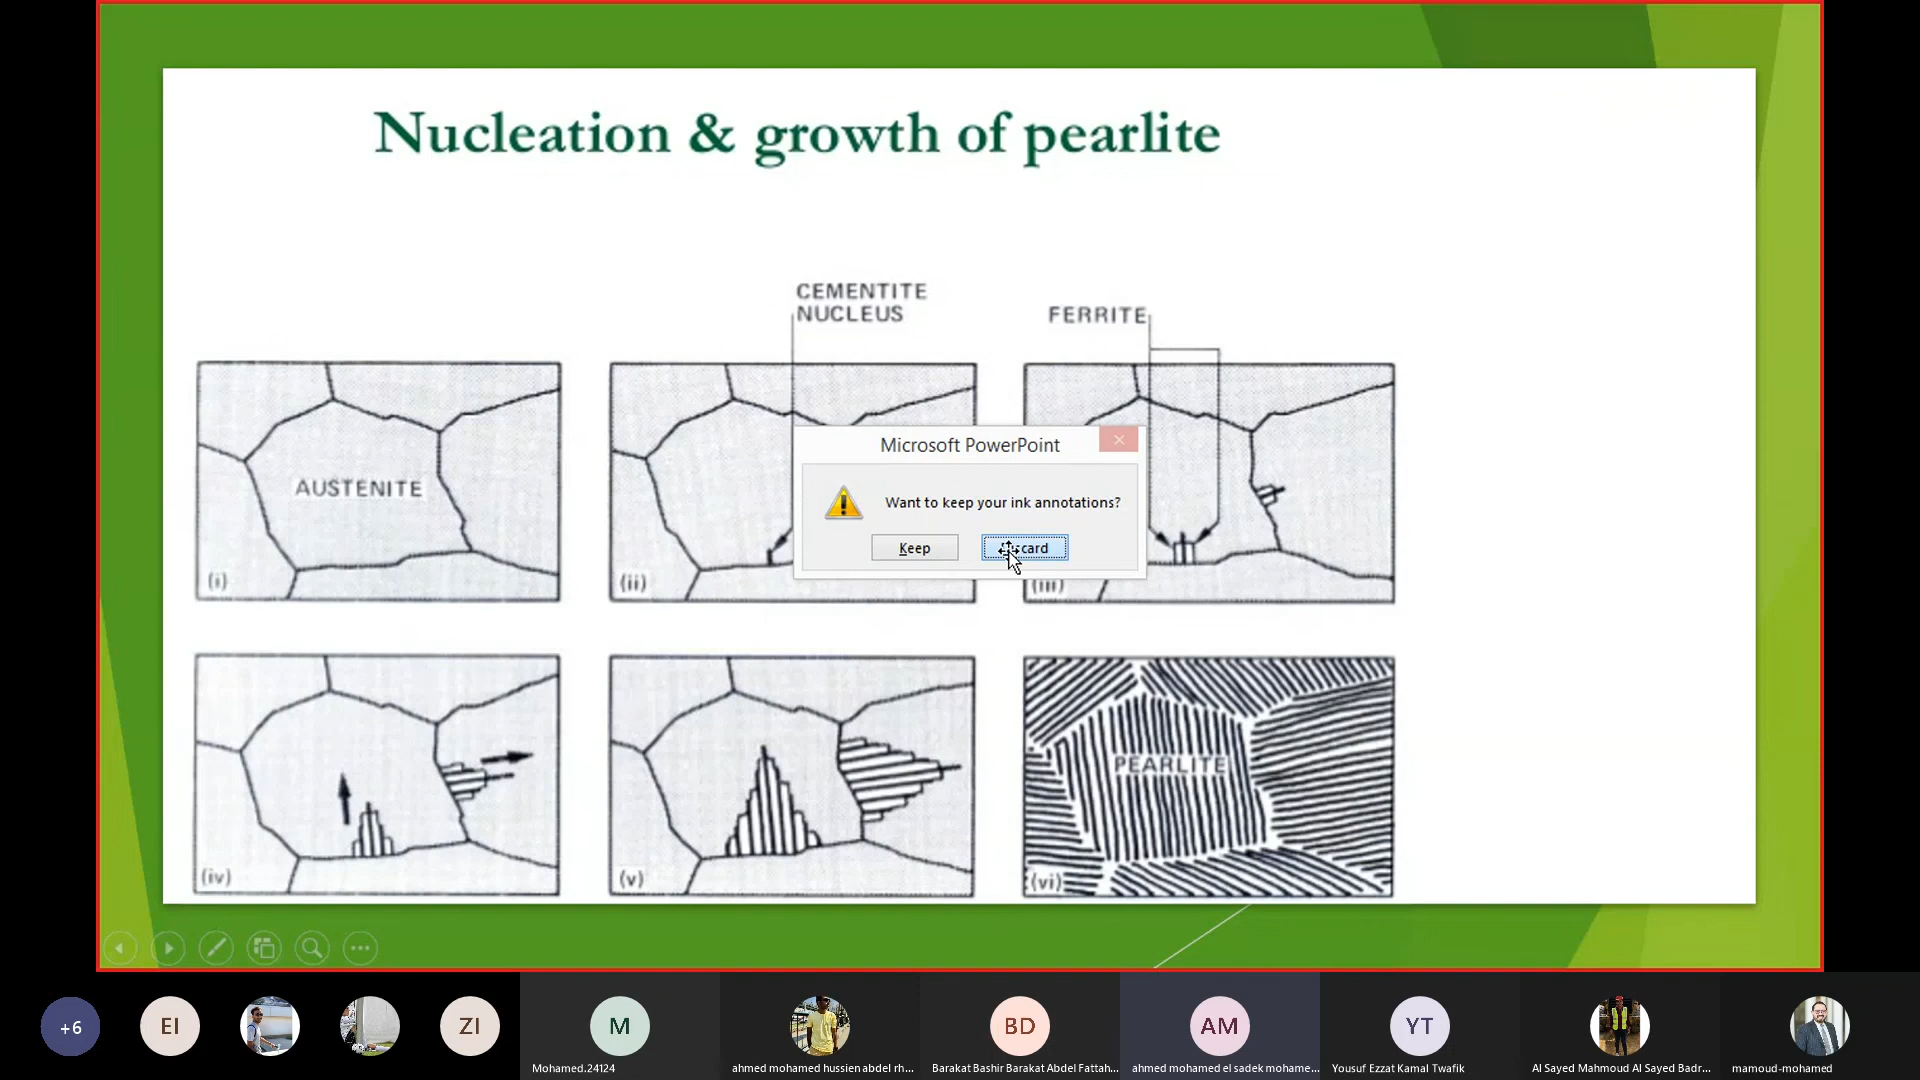 Nucleation & growth of pearlite
CEMENTITE
NUCLEUS
FERRITE
AUSTENITE
(i)
(ii)
(iii)
Microsoft PowerPoint
Want to keep your ink annotations?
Keep
PEARLITE
(iv)
(v)
(vi)
+6
EI
ZI
M
BD
AM
YT
Mohamed.24124
ahmed mohamed hussien abdel rh...
Barakat Bashir Barakat Abdel Fattah...
ahmed mohamed el sadek mohame...
Yousuf Ezzat Kamal Twafik
Al Sayed Mahmoud Al Sayed Badr...
mamoud-mohamed